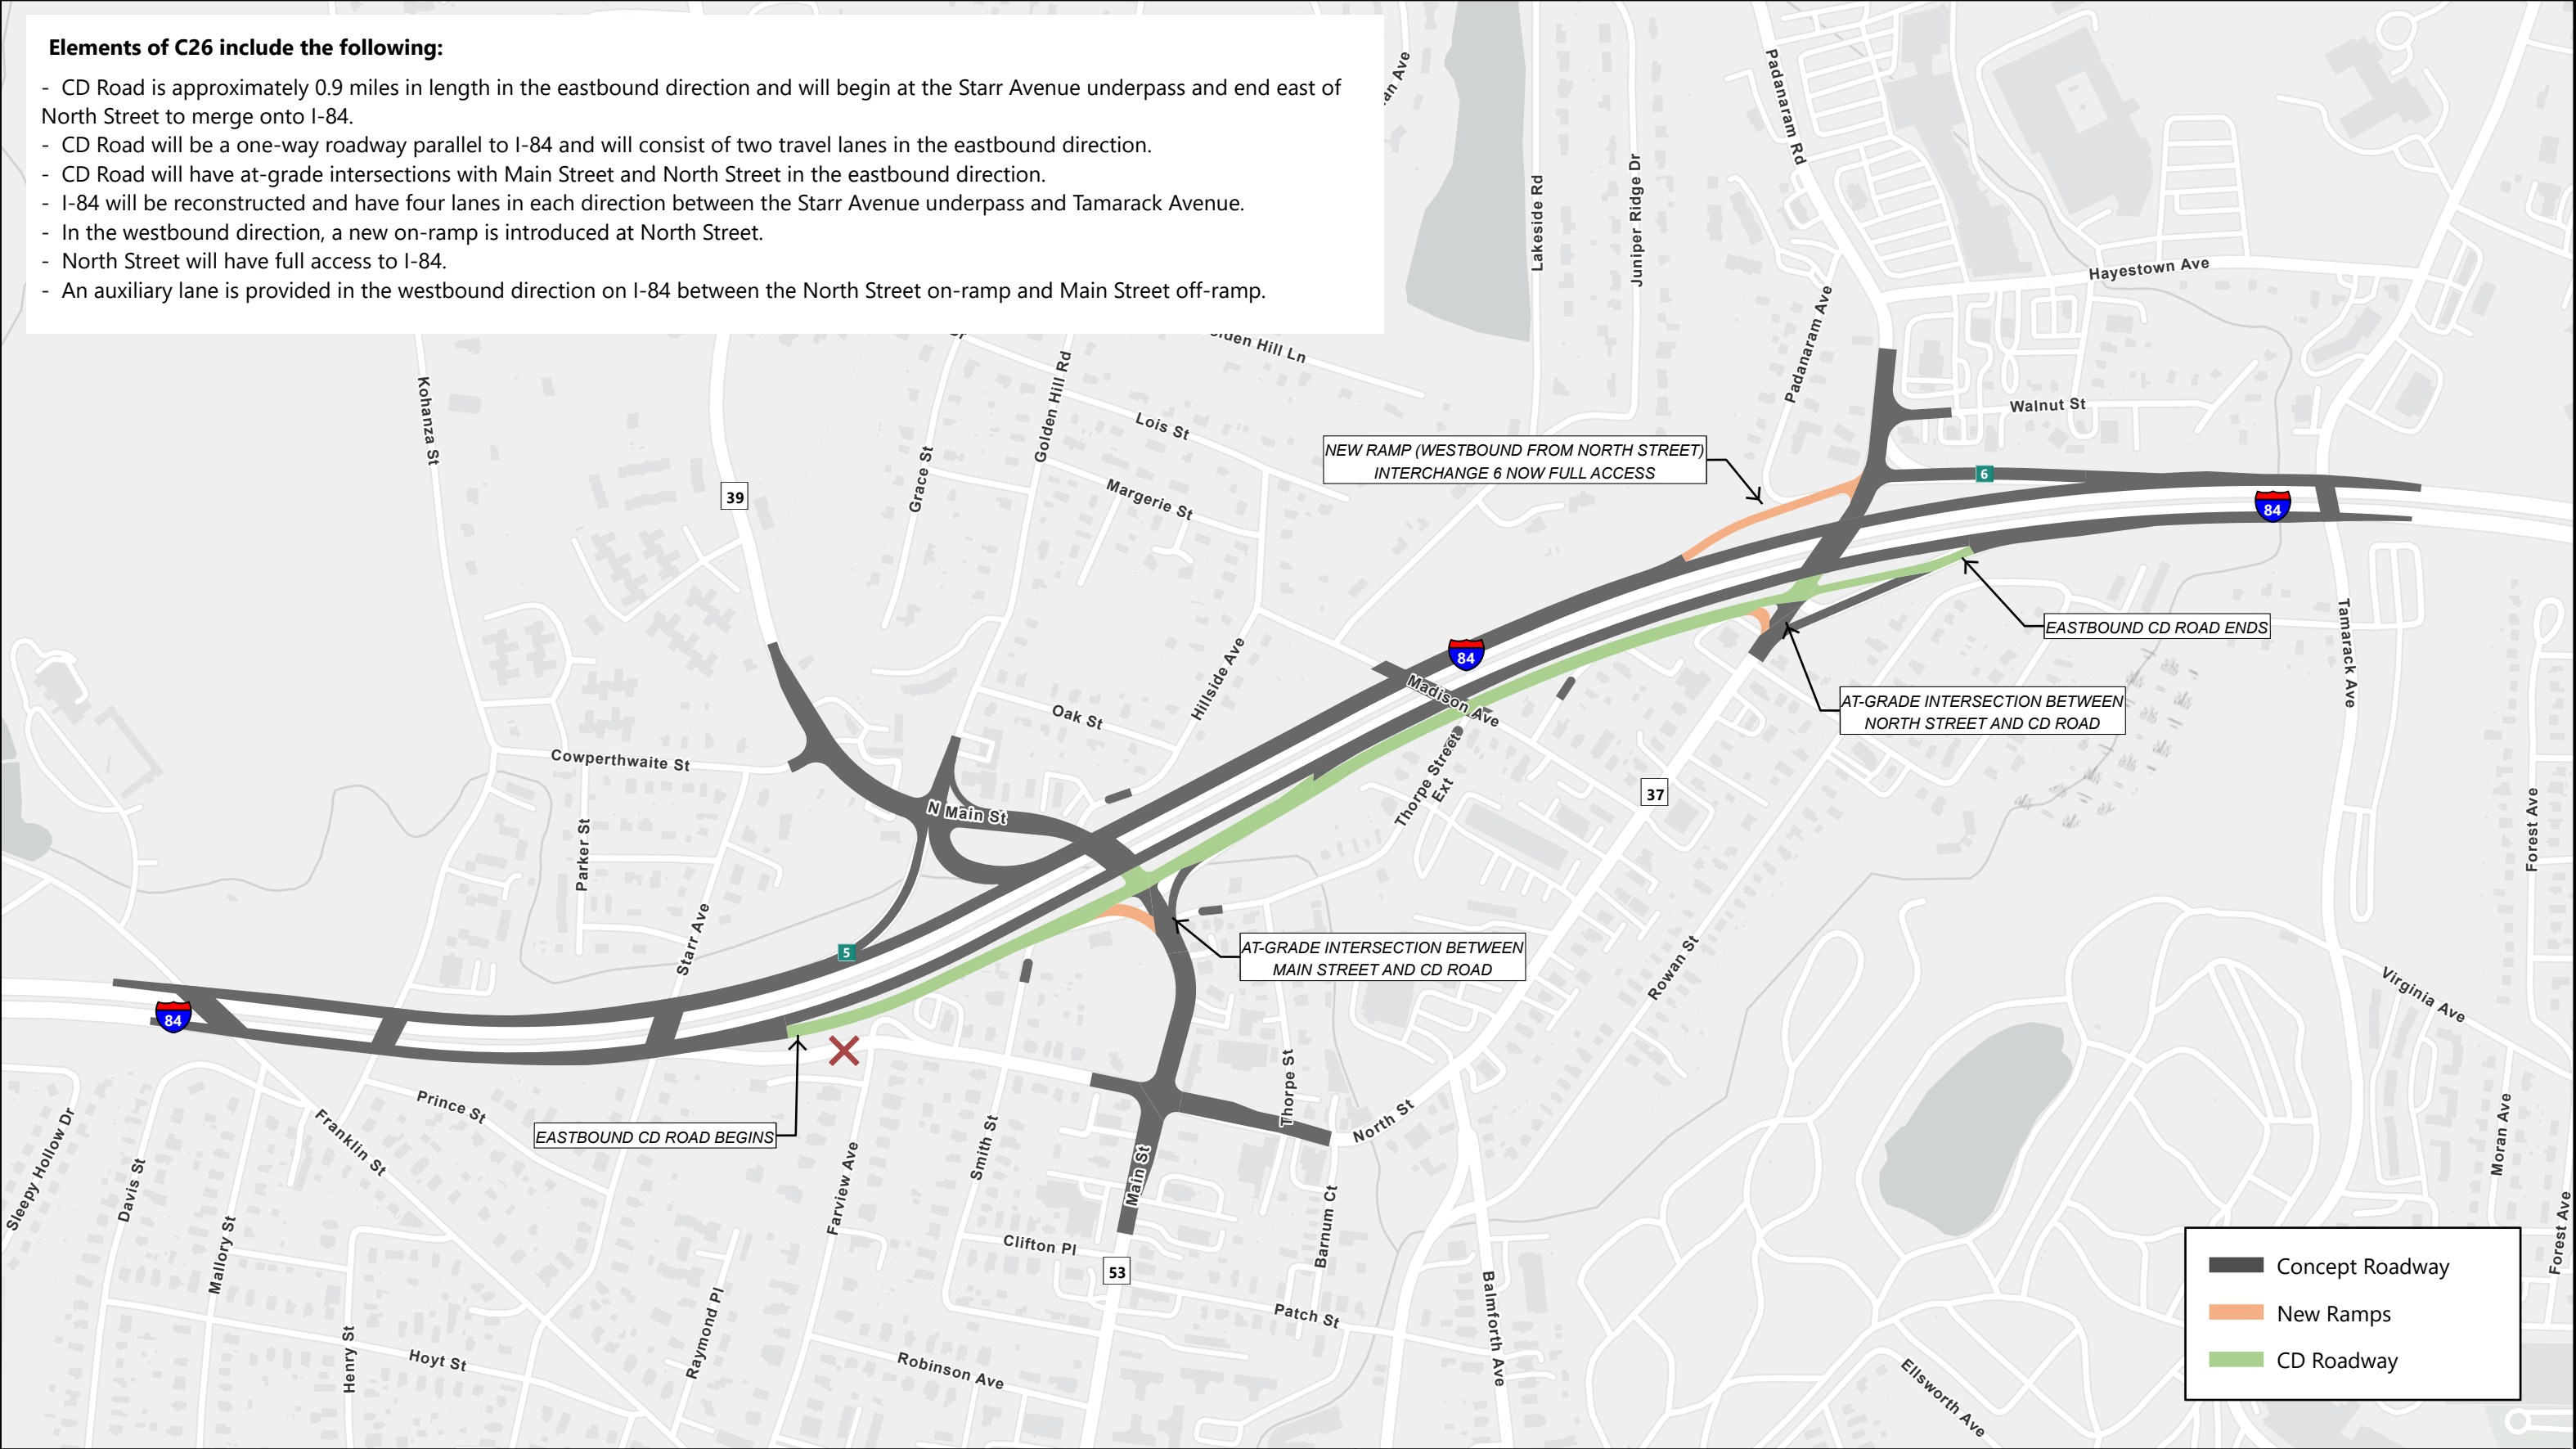 Elements of C26 include the following:
- CD Road is approximately 0.9 miles in length in the eastbound direction and will begin at the Starr Avenue underpass and end east of
North Street to merge onto I-84.
- CD Road will be a one-way roadway parallel to I-84 and will consist of two travel lanes in the eastbound direction.
- CD Road will have at-grade intersections with Main Street and North Street in the eastbound direction.
- I-84 will be reconstructed and have four lanes in each direction between the Starr Avenue underpass and Tamarack Avenue.
- In the westbound direction, a new on-ramp is introduced at North Street.
- North Street will have full access to I-84.
- An auxiliary lane is provided in the westbound direction on I-84 between the North Street on-ramp and Main Street off-ramp.
Ave
Lakeside Rd
Juniper Ridge Dr
Padanaram Rd
Padanaram Ave
Hayestown Ave
Walnut St
Hill Ln
Kohanza St
Grace St
Golden Hill Rd
Lois St
Margerie St
NEW RAMP (WESTBOUND FROM NORTH STREET)
INTERCHANGE 6 NOW FULL ACCESS
6
84
39
EASTBOUND CD ROAD ENDS
84
Madison Ave
AT-GRADE INTERSECTION BETWEEN
NORTH STREET AND CD ROAD
Tamarack Ave
Hillside Ave
Oak St
Cowperthwaite St
N Main St
Thorpe Street
Ext
37
Parker St
Forest Ave
Starr Ave
5
AT-GRADE INTERSECTION BETWEEN
MAIN STREET AND CD ROAD
Rowan St
Virginia Ave
84
Prince St
Franklin St
EASTBOUND CD ROAD BEGINS
Sleepy Hollow Dr
Davis St
Mallory St
Farview Ave
Smith St
Main St
Thorpe St
North St
Barnum Ct
Moran Ave
Forest Ave
Clifton Pl
53
Patch St
Balmforth Ave
Henry St
Hoyt St
Raymond Pl
Robinson Ave
Ellsworth Ave
Concept Roadway
New Ramps
CD Roadway